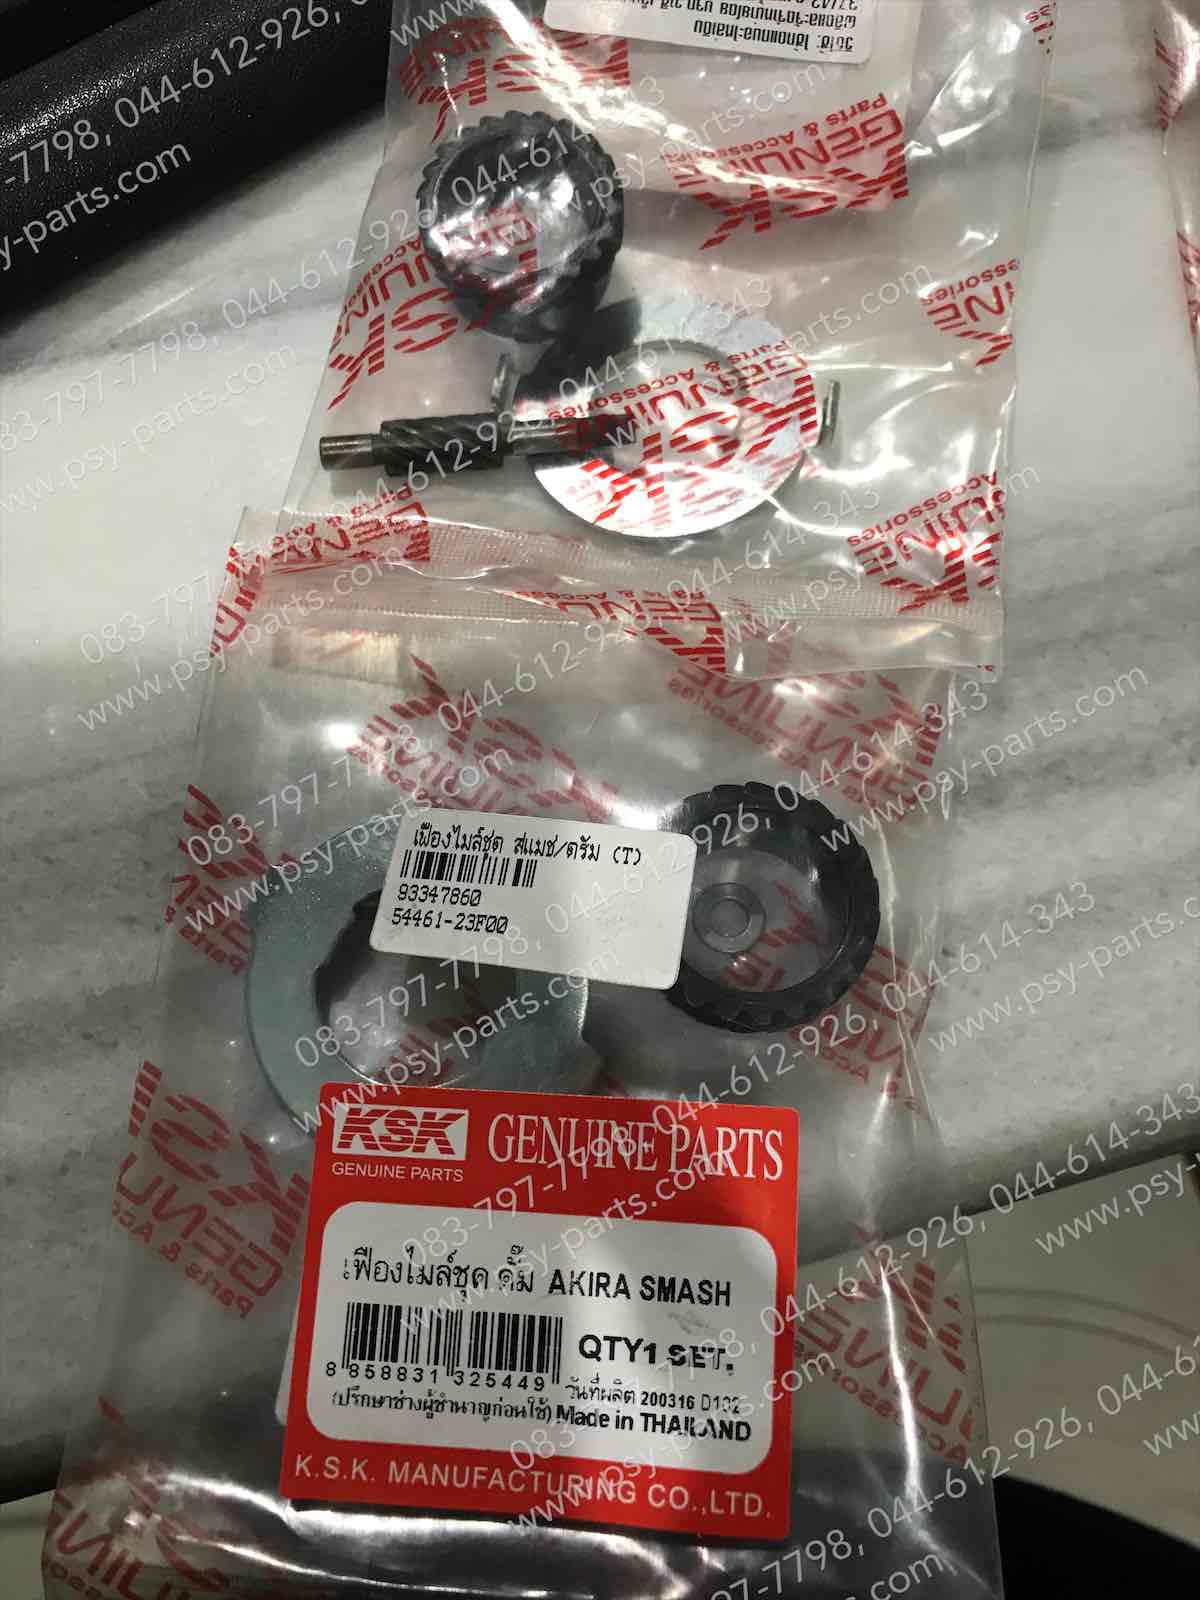 KSK
GENUINE
Parts & Accessories
เฟืองไมล์ชุด สแมช/ดรัม (T)
93347860
54461-23F00
KSK
GENUINE PARTS
GENUINE PARTS
เฟืองไมล์ชุด ดั๊ม AKIRA SMASH
QTY1 SET.
8 858831 325449
วันที่ผลิต 200316 D102
(ปรึกษาช่างผู้ชำนาญก่อนใช้) Made in THAILAND
K.S.K. MANUFACTURING CO.,LTD.
083-797-7798, 044-612-926, 044-614-343
www.psy-parts.com